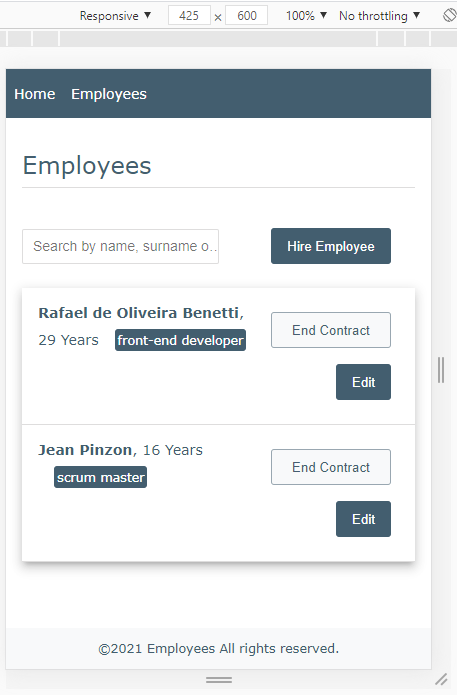 Responsive ▼ 425 × 600 100% ▼ No throttling ▼
Home Employees
Employees
Search by name, surname o..
Hire Employee
Rafael de Oliveira Benetti,
29 Years front-end developer
End Contract
Edit
Jean Pinzon, 16 Years
scrum master
End Contract
Edit
©2021 Employees All rights reserved.